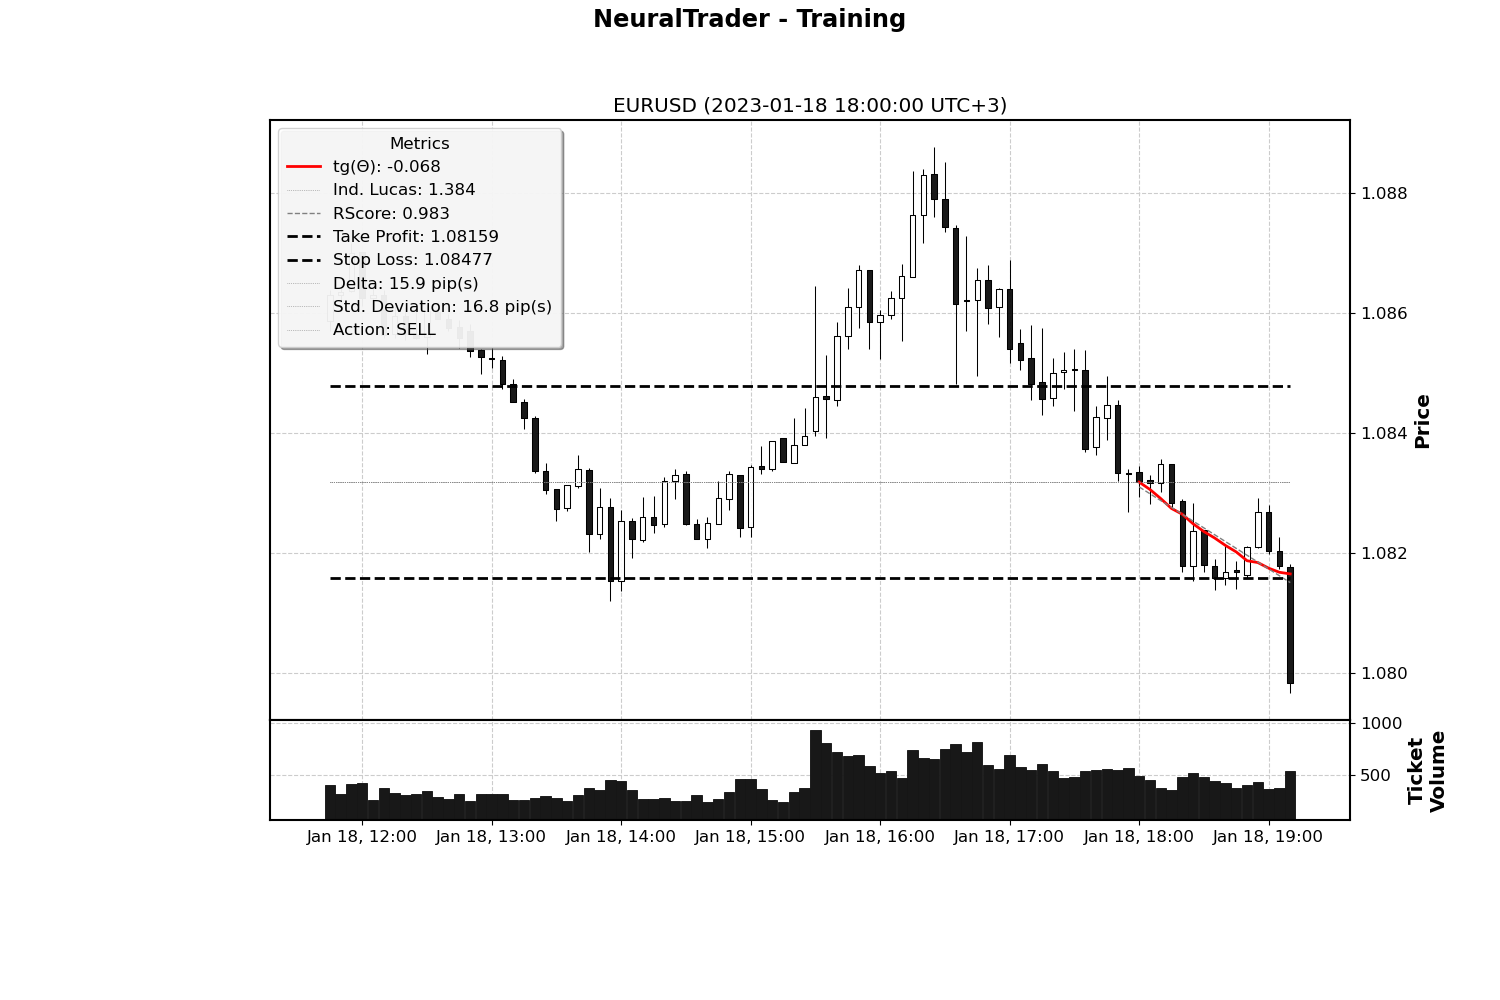 NeuralTrader - Training
EURUSD (2023-01-18 18:00:00 UTC+3)
Metrics
tg(Θ): -0.068
Ind. Lucas: 1.384
RScore: 0.983
Take Profit: 1.08159
Stop Loss: 1.08477
Delta: 15.9 pip(s)
Std. Deviation: 16.8 pip(s)
Action: SELL
1.088
1.086
1.084
1.082
1.080
Price
1000
500
Ticket
Volume
Jan 18, 12:00 Jan 18, 13:00 Jan 18, 14:00 Jan 18, 15:00 Jan 18, 16:00 Jan 18, 17:00 Jan 18, 18:00 Jan 18, 19:00